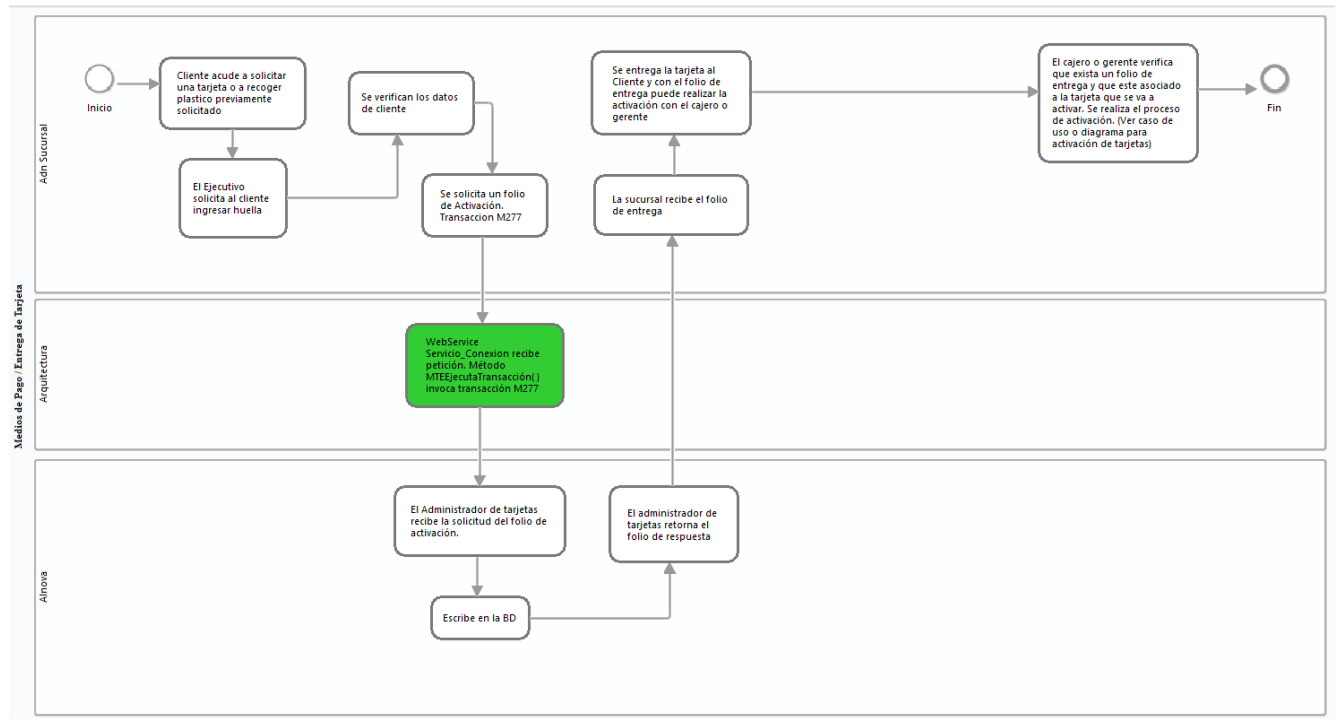 Medios de Pago / Entrega de Tarjeta
Adn Sucursal
Inicio
Cliente acude a solicitar
una tarjeta o a recoger
plastico previamente
solicitado
El Ejecutivo
solicita al cliente
ingresar huella
Se verifican los datos
de cliente
Se solicita un folio
de Activación.
Transaccion M277
Arquitectura
WebService
Servicio_Conexion recibe
petición. Método
MTEEjecutaTransacción()
invoca transacción M277
Alnova
El Administrador de tarjetas
recibe la solicitud del folio de
activación.
Escribe en la BD
El administrador de
tarjetas retorna el
folio de respuesta
La sucursal recibe el folio
de entrega
Se entrega la tarjeta al
Cliente y con el folio de
entrega puede realizar la
activación con el cajero o
gerente
El cajero o gerente verifica
que exista un folio de
entrega y que este asociado
a la tarjeta que se va a
activar. Se realiza el proceso
de activación. (Ver caso de
uso o diagrama para
activación de tarjetas)
Fin